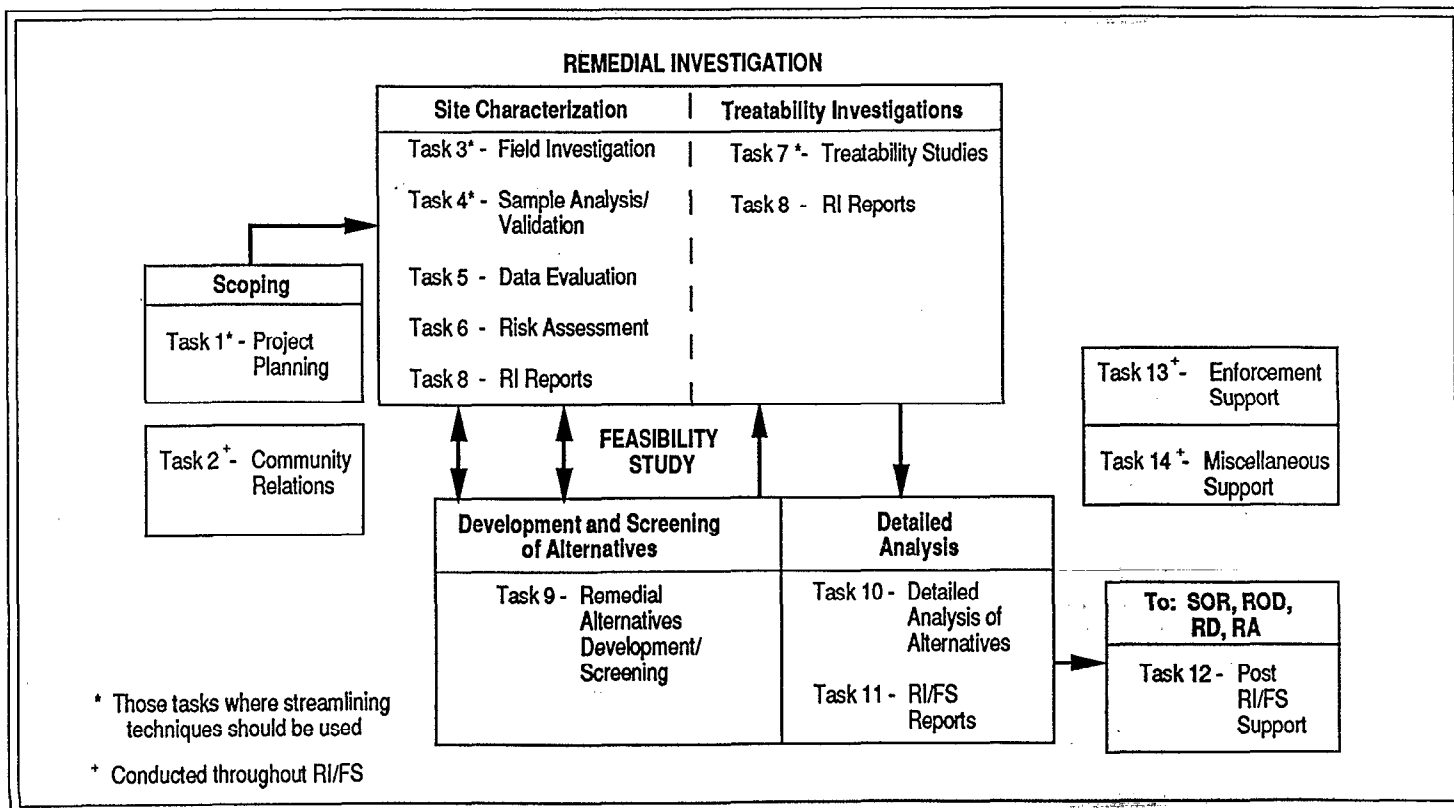 REMEDIAL INVESTIGATION
Site Characterization
Task 3* - Field Investigation
Task 4* - Sample Analysis/
Validation
Task 5 - Data Evaluation
Task 6 - Risk Assessment
Task 8 - RI Reports
Treatability Investigations
Task 7 *- Treatability Studies
Task 8 - RI Reports
Scoping
Task 1* - Project
Planning
Task 2 +- Community
Relations
FEASIBILITY
STUDY
Development and Screening
of Alternatives
Task 9 - Remedial
Alternatives
Development/
Screening
Detailed
Analysis
Task 10 - Detailed
Analysis of
Alternatives
Task 11 - RI/FS
Reports
Task 13 +- Enforcement
Support
Task 14 +- Miscellaneous
Support
To: SOR, ROD,
RD, RA
Task 12 - Post
RI/FS
Support
* Those tasks where streamlining
techniques should be used
+ Conducted throughout RI/FS